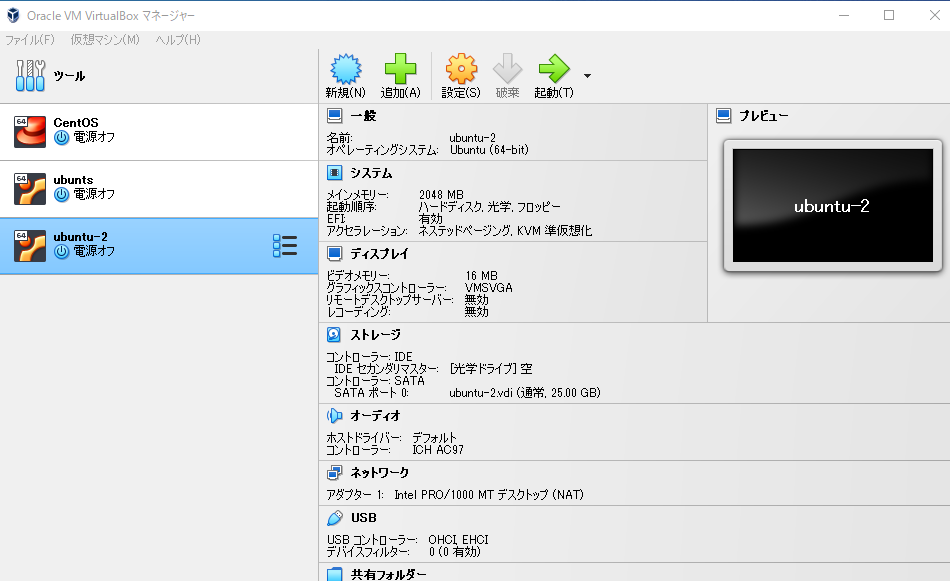 Oracle VM VirtualBox マネージャー
ファイル(F) 仮想マシン(M) ヘルプ(H)
ツール
新規(N) 追加(A) 設定(S) 破棄 起動(T)
64 CentOS
電源オフ
64 ubunts
電源オフ
64 ubuntu-2
電源オフ
一般
名前: ubuntu-2
オペレーティングシステム: Ubuntu (64-bit)
システム
メインメモリー: 2048 MB
起動順序: ハードディスク, 光学, フロッピー
EFI: 有効
アクセラレーション: ネステッドページング, KVM 準仮想化
ディスプレイ
ビデオメモリー: 16 MB
グラフィックスコントローラー: VMSVGA
リモートデスクトップサーバー: 無効
レコーディング: 無効
プレビュー
ubuntu-2
ストレージ
コントローラー: IDE
IDE セカンダリマスター: [光学ドライブ] 空
コントローラー: SATA
SATA ポート 0: ubuntu-2.vdi (通常, 25.00 GB)
オーディオ
ホストドライバー: デフォルト
コントローラー: ICH AC97
ネットワーク
アダプター 1: Intel PRO/1000 MT デスクトップ (NAT)
USB
USB コントローラー: OHCI, EHCI
デバイスフィルター: 0 (0 有効)
共有フォルダー